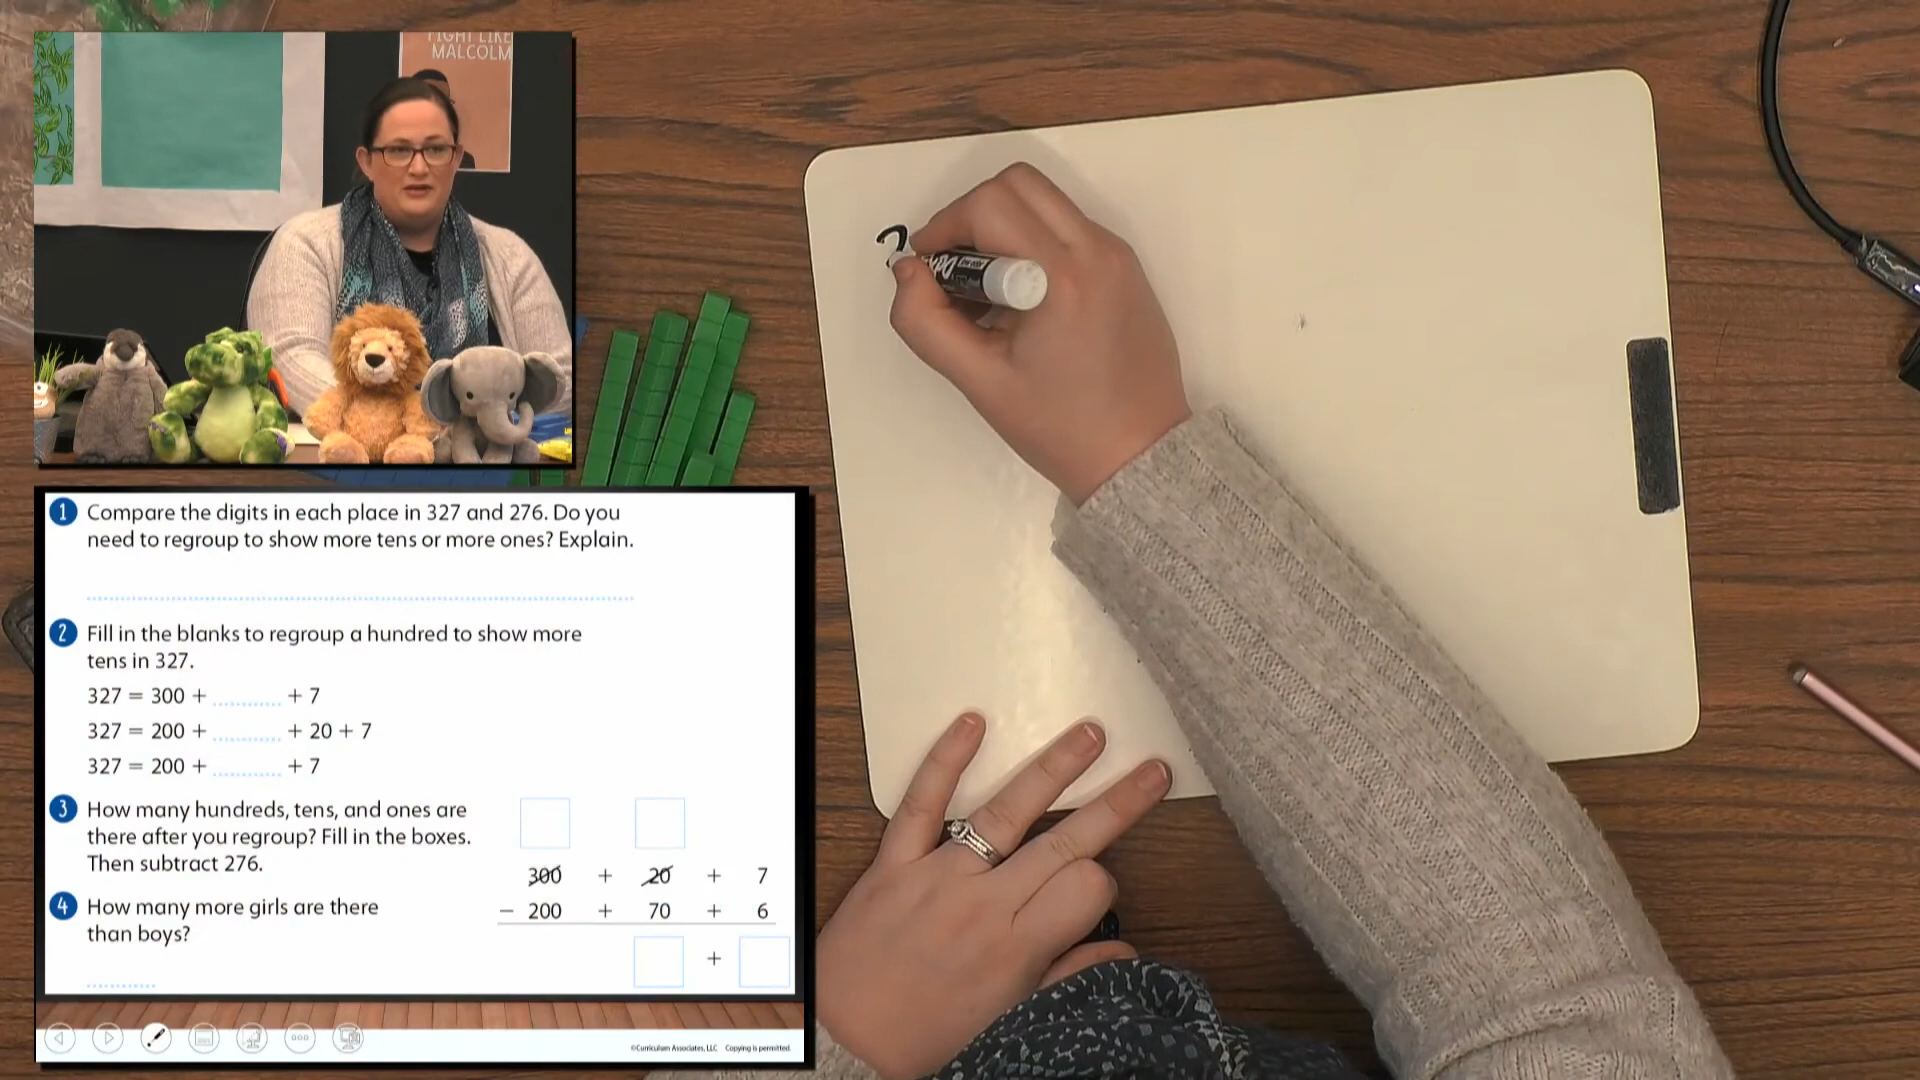 FIGHT LIKE
MALCOLM
1 Compare the digits in each place in 327 and 276. Do you
need to regroup to show more tens or more ones? Explain.
2 Fill in the blanks to regroup a hundred to show more
tens in 327.
327 = 300 + ............ + 7
327 = 200 + ............ + 20 + 7
327 = 200 + ............ + 7
3 How many hundreds, tens, and ones are
there after you regroup? Fill in the boxes.
Then subtract 276.
300 + 20 + 7
− 200 + 70 + 6
+
4 How many more girls are there
than boys?
©Curriculum Associates, LLC Copying is permitted.